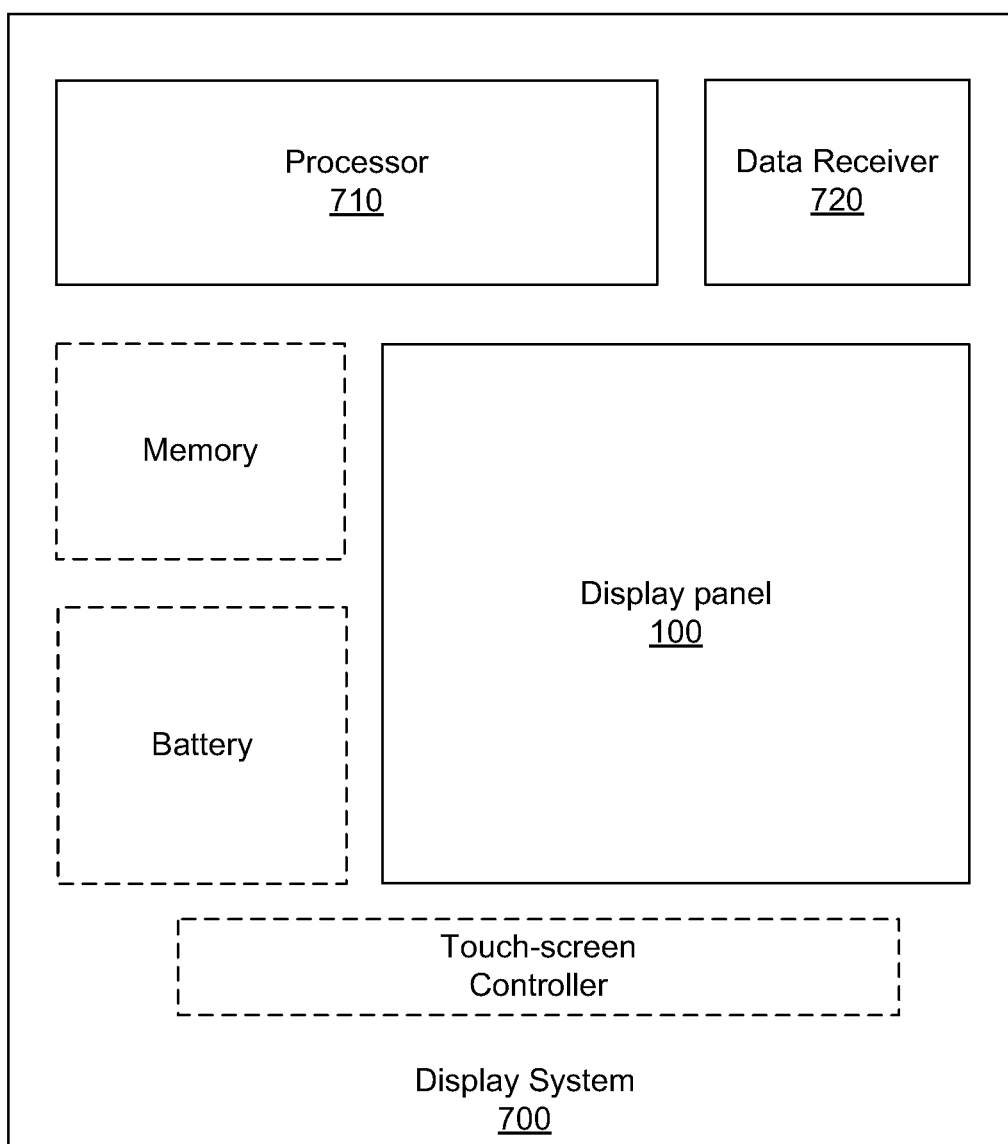 Processor
710
Data Receiver
720
Memory
Display panel
100
Battery
Touch-screen
Controller
Display System
700